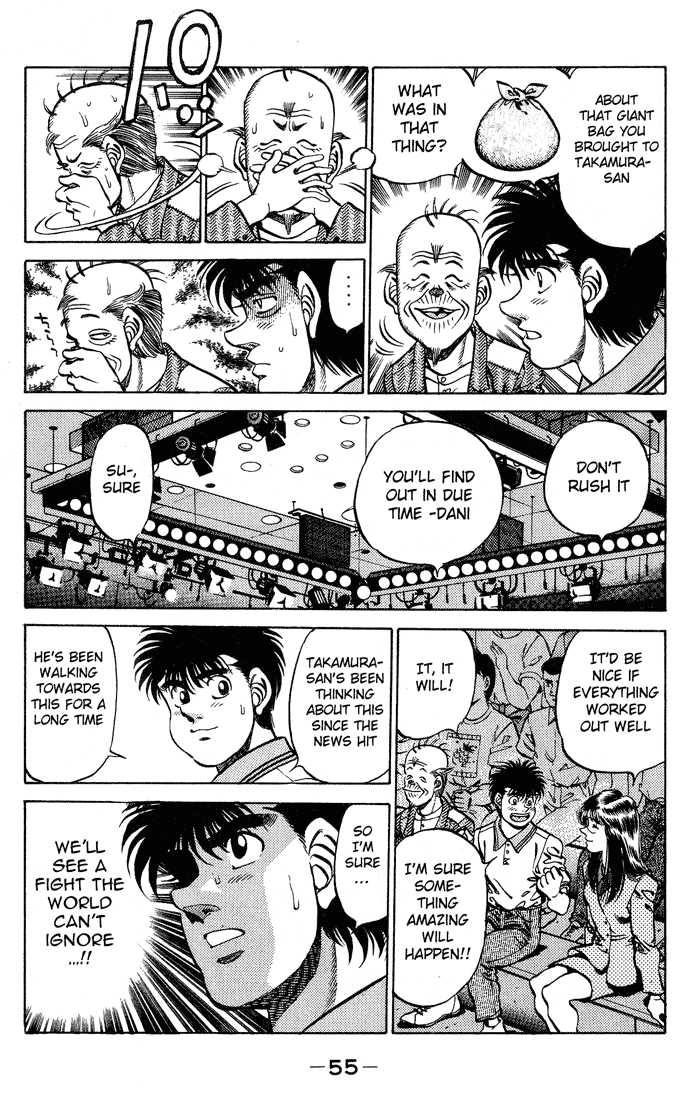 ABOUT
THAT GIANT
BAG YOU
BROUGHT TO
TAKAMURA-
SAN
WHAT
WAS IN
THAT
THING?
....
DON'T
RUSH IT
YOU'LL FIND
OUT IN DUE
TIME -DANI
SU-,
SURE
IT'D BE
NICE IF
EVERYTHING
WORKED
OUT WELL
IT, IT
WILL!
I'M SURE
SOME-
THING
AMAZING
WILL
HAPPEN!!
TAKAMURA-
SAN'S BEEN
THINKING
ABOUT THIS
SINCE THE
NEWS HIT
HE'S BEEN
WALKING
TOWARDS
THIS FOR A
LONG TIME
SO
I'M
SURE
...
WE'LL
SEE A
FIGHT THE
WORLD
CAN'T
IGNORE
...!!
-55-